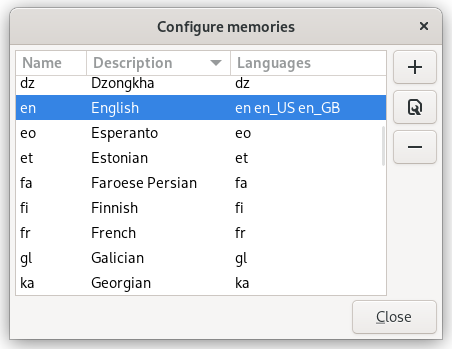 Configure memories
Name Description Languages
dz Dzongkha dz
en English en en_US en_GB
eo Esperanto eo
et Estonian et
fa Faroese Persian fa
fi Finnish fi
fr French fr
gl Galician gl
ka Georgian ka
Close